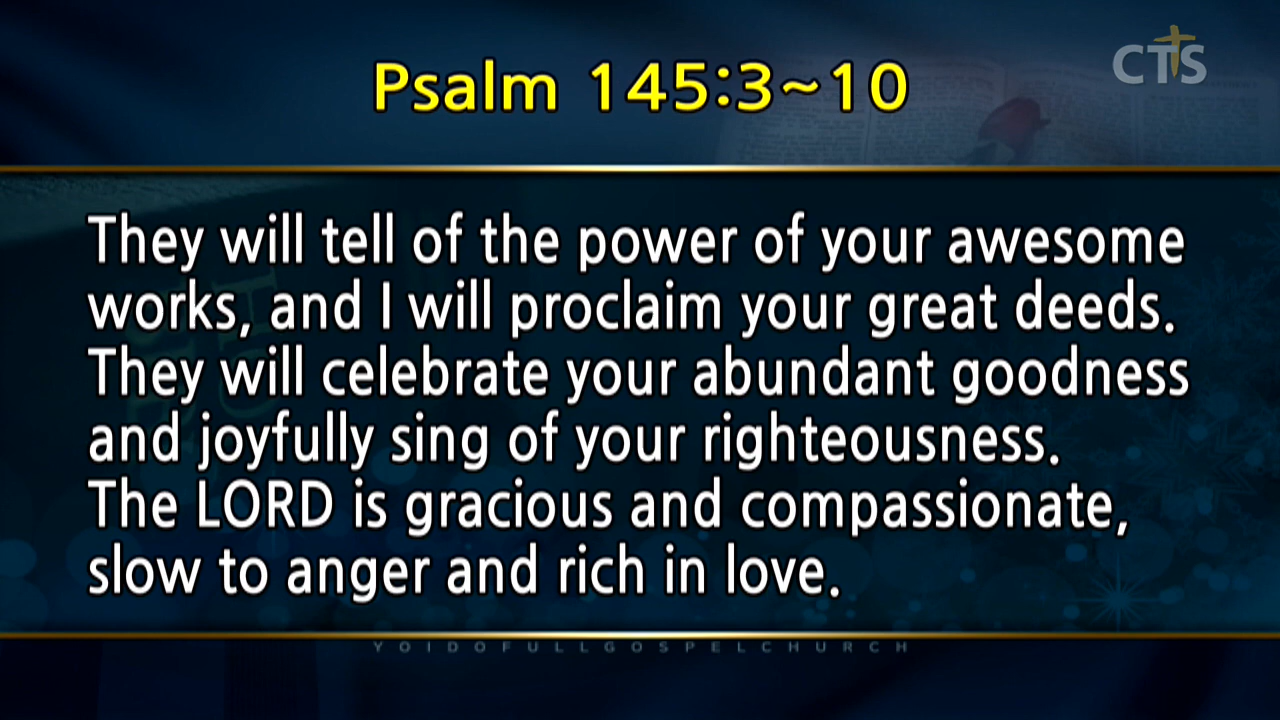 CTS
Psalm 145:3~10
They will tell of the power of your awesome
works, and I will proclaim your great deeds.
They will celebrate your abundant goodness
and joyfully sing of your righteousness.
The LORD is gracious and compassionate,
slow to anger and rich in love.
YOIDOFULLGOSPELCHURCH